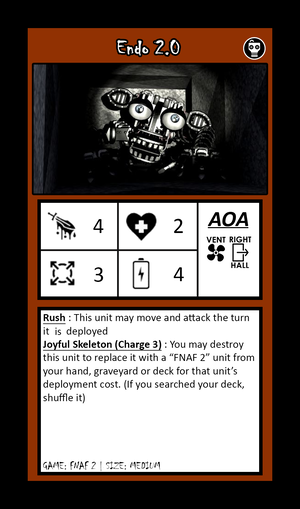 Endo 2.0
4
2
AOA
VENT RIGHT
HALL
3
4
Rush : This unit may move and attack the turn
it is deployed
Joyful Skeleton (Charge 3) : You may destroy
this unit to replace it with a “FNAF 2” unit from
your hand, graveyard or deck for that unit’s
deployment cost. (If you searched your deck,
shuffle it)
GAME: FNAF 2 | SIZE: MEDIUM